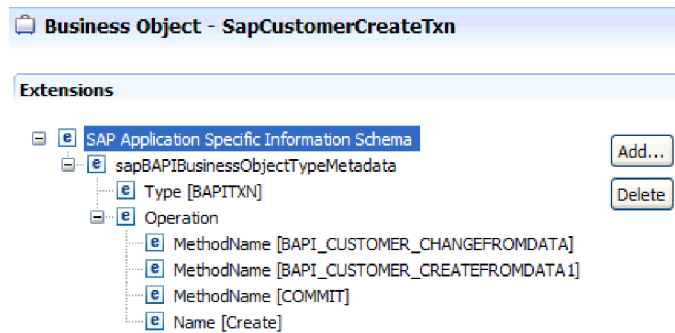 Business Object - SapCustomerCreateTxn
Extensions
SAP Application Specific Information Schema
Add...
sapBAPIBusinessObjectTypeMetadata
Type [BAPITXN]
Delete
Operation
MethodName [BAPI_CUSTOMER_CHANGEFROMDATA]
MethodName [BAPI_CUSTOMER_CREATEFROMDATA1]
MethodName [COMMIT]
Name [Create]